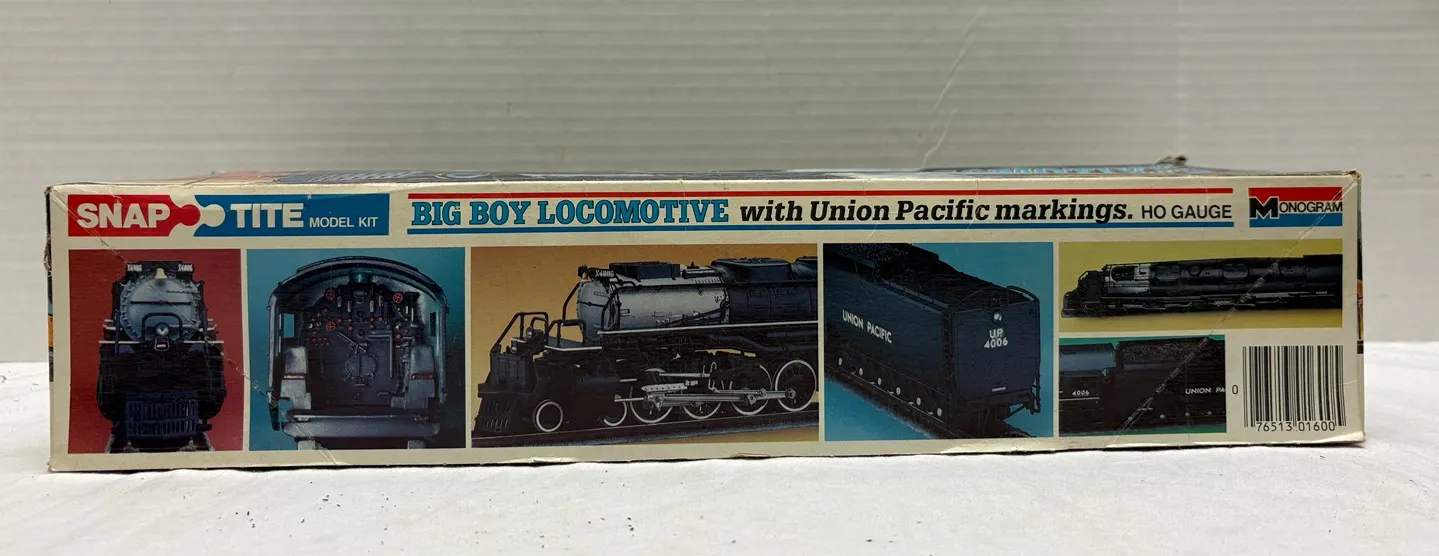 SNAP TITE MODEL KIT
BIG BOY LOCOMOTIVE with Union Pacific markings. HO GAUGE
MONOGRAM
X4006
UNION PACIFIC
U.P.
4006
4006
UNION PA
0
76513 01600